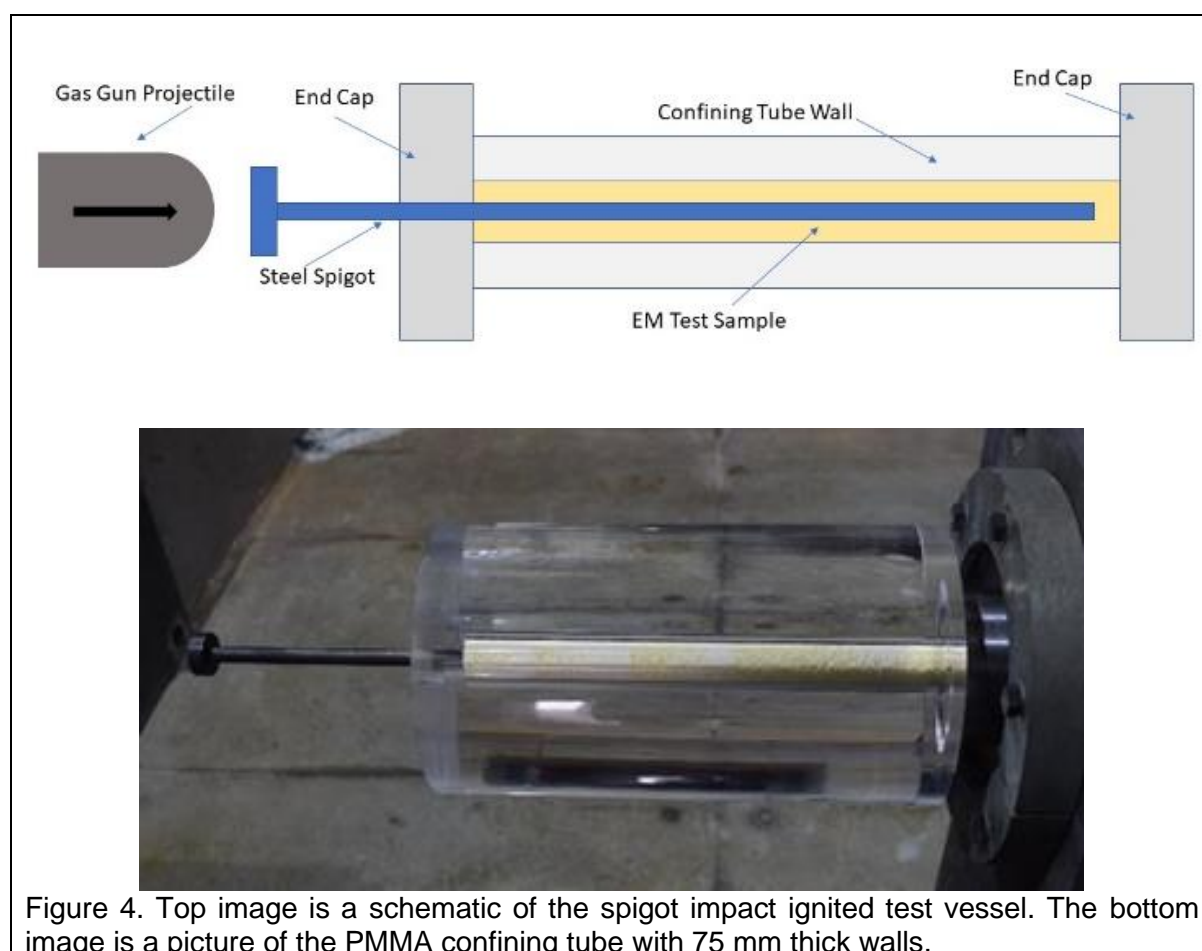 Gas Gun Projectile
End Cap
Confining Tube Wall
End Cap
Steel Spigot
EM Test Sample
Figure 4. Top image is a schematic of the spigot impact ignited test vessel. The bottom
image is a picture of the PMMA confining tube with 75 mm thick walls.